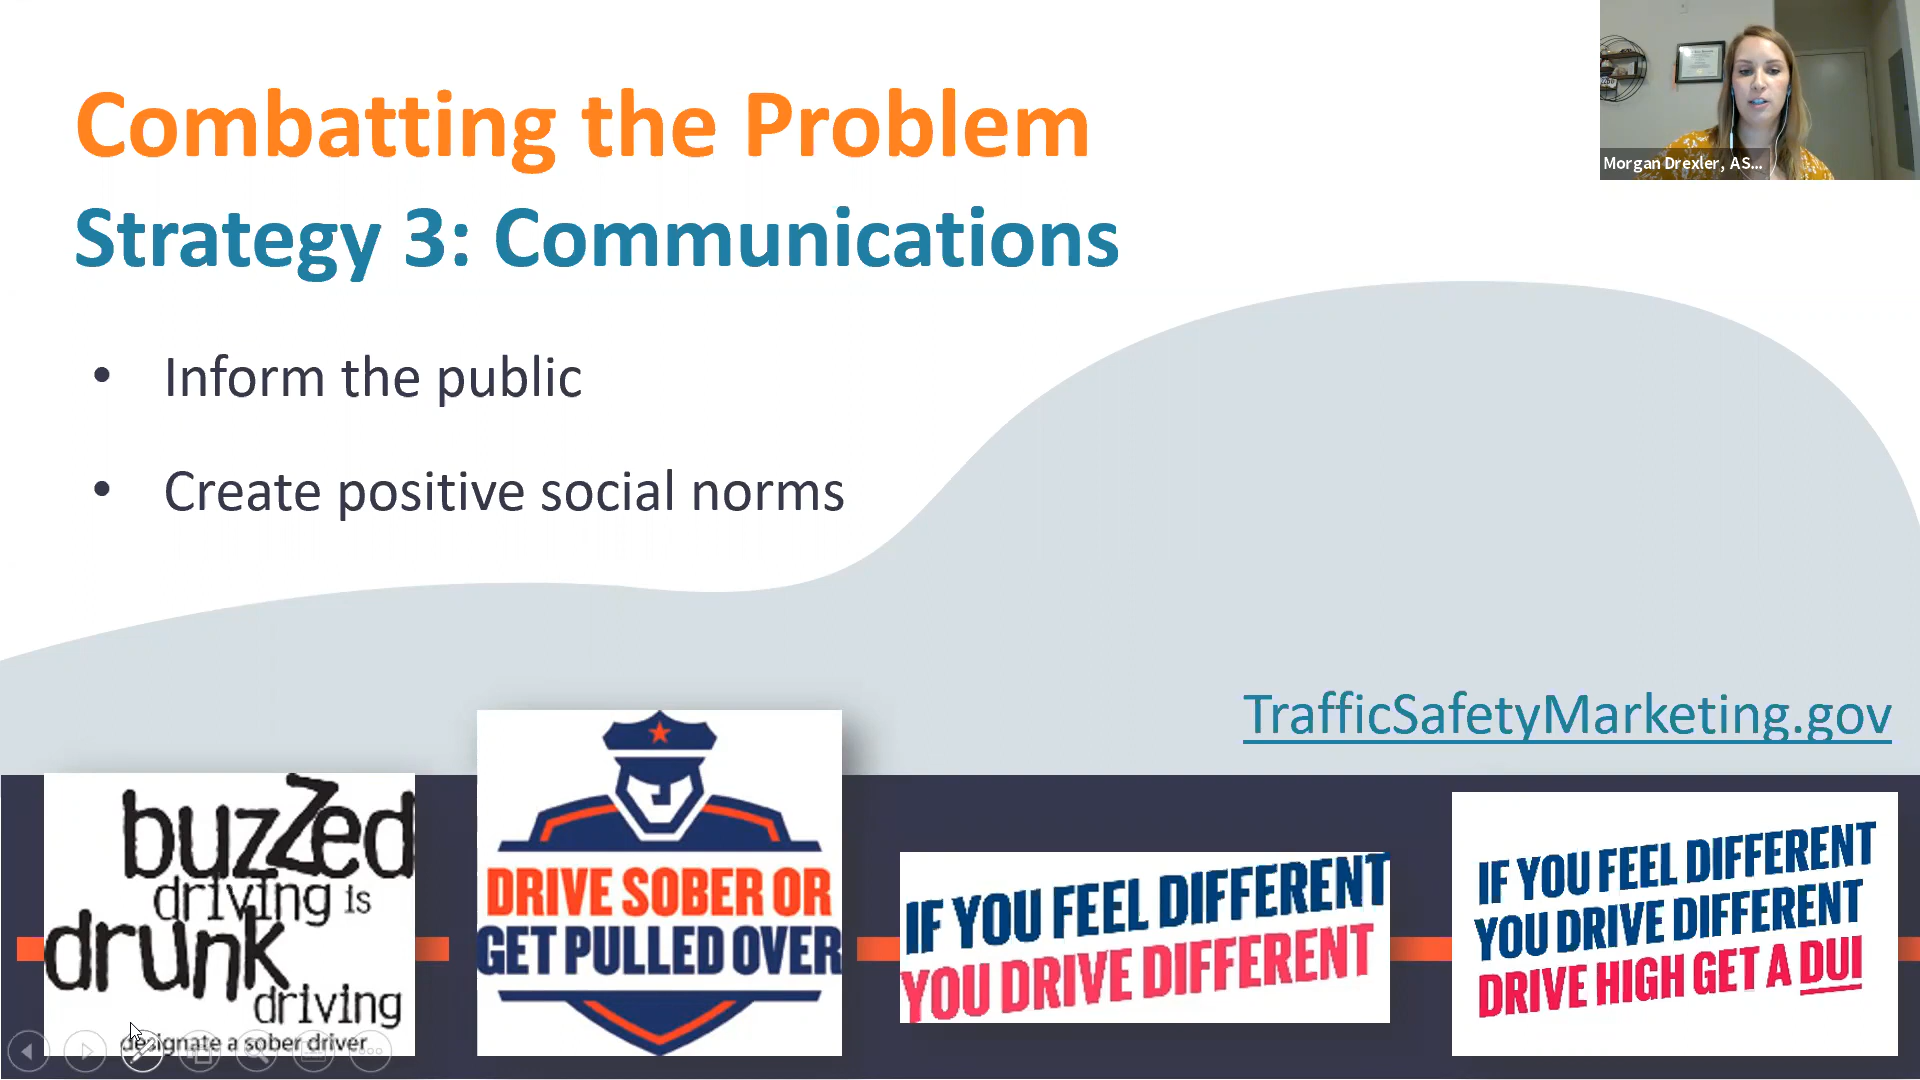 Combatting the Problem
Morgan Drexler, AS...
Strategy 3: Communications
• Inform the public
• Create positive social norms
TrafficSafetyMarketing.gov
buzZed
driving is
drunk
driving
designate a sober driver
DRIVE SOBER OR
GET PULLED OVER
IF YOU FEEL DIFFERENT
YOU DRIVE DIFFERENT
IF YOU FEEL DIFFERENT
YOU DRIVE DIFFERENT
DRIVE HIGH GET A DUI